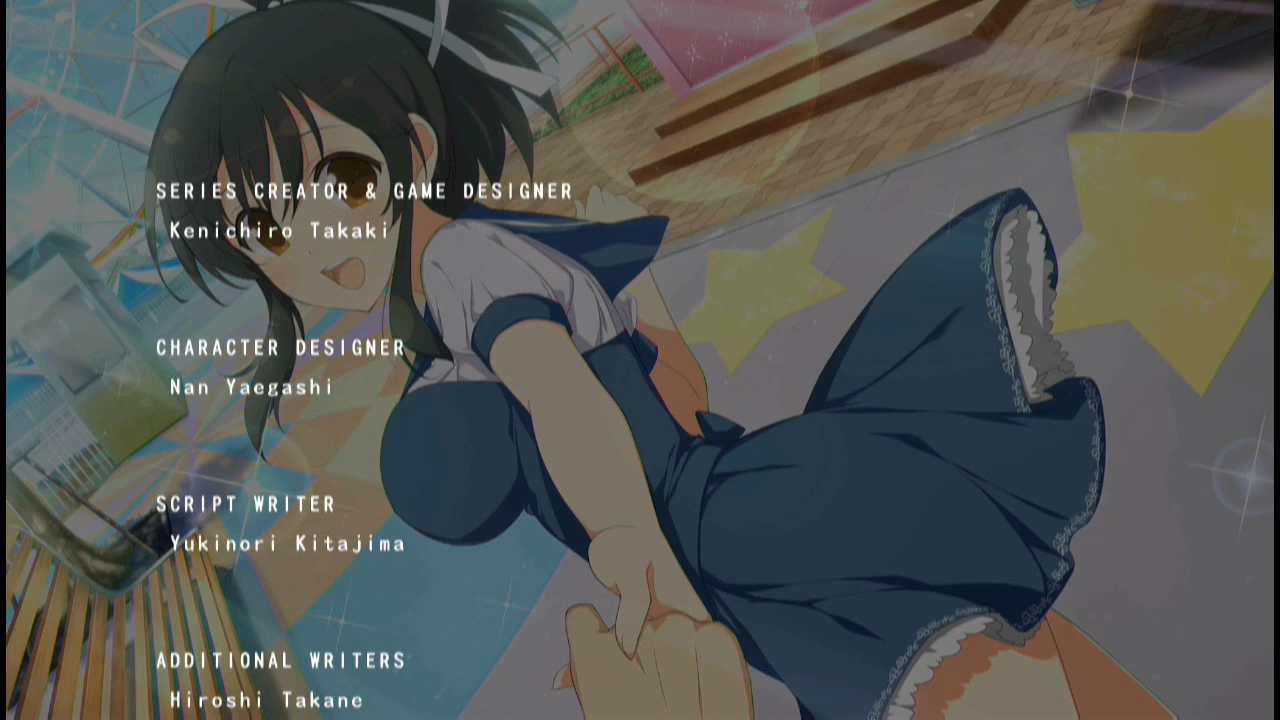 SERIES CREATOR & GAME DESIGNER
Kenichiro Takaki
CHARACTER DESIGNER
Nan Yaegashi
SCRIPT WRITER
Yukinori Kitajima
ADDITIONAL WRITERS
Hiroshi Takane